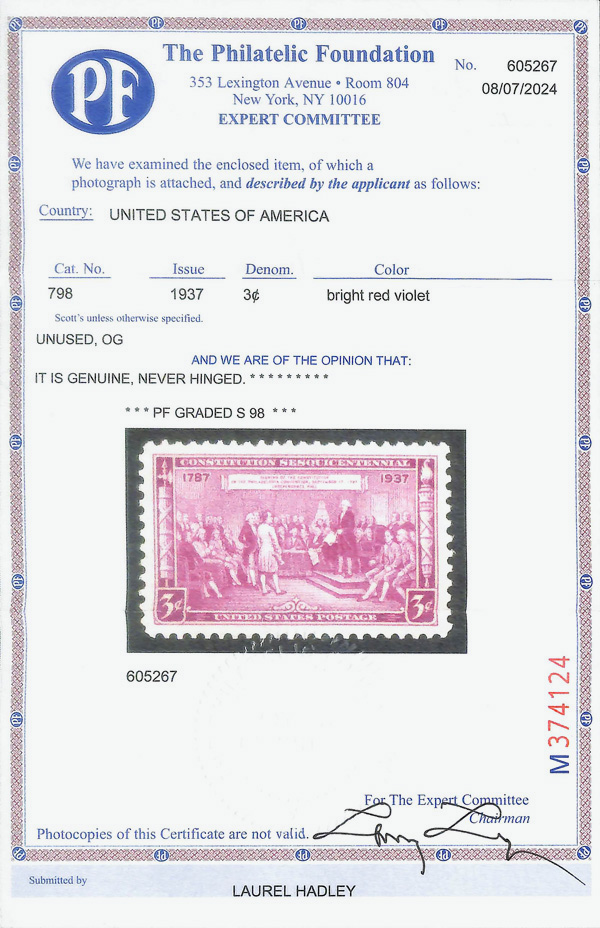 PF
The Philatelic Foundation
No. 605267
353 Lexington Avenue • Room 804
08/07/2024
New York, NY 10016
EXPERT COMMITTEE
We have examined the enclosed item, of which a
photograph is attached, and described by the applicant as follows:
Country: UNITED STATES OF AMERICA
Cat. No. Issue Denom. Color
798 1937 3¢ bright red violet
Scott's unless otherwise specified.
UNUSED, OG
AND WE ARE OF THE OPINION THAT:
IT IS GENUINE, NEVER HINGED. * * * * * * * * *
* * * PF GRADED S 98 * * *
CONSTITUTION SESQUICENTENNIAL
1787 1937
3¢ 3¢
UNITED STATES POSTAGE
605267
M374124
For The Expert Committee
Chairman
Photocopies of this Certificate are not valid.
Submitted by
LAUREL HADLEY